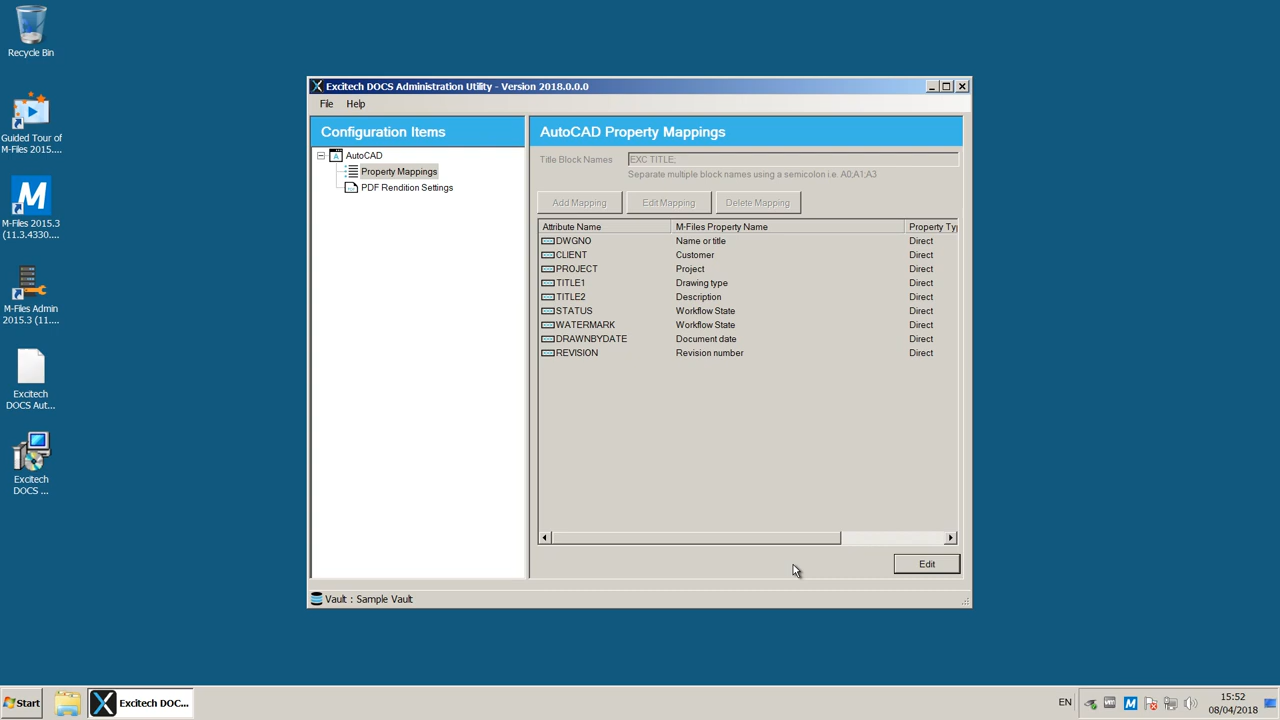 Recycle Bin
Guided Tour of
M-Files 2015....
M-Files 2015.3
(11.3.4330....
M-Files Admin
2015.3 (11....
Excitech
DOCS Aut...
Excitech
DOCS ...
Excitech DOCS Administration Utility - Version 2018.0.0.0
File Help
Configuration Items
AutoCAD
Property Mappings
PDF Rendition Settings
AutoCAD Property Mappings
Title Block Names EXC TITLE;
Separate multiple block names using a semicolon i.e. A0;A1;A3
Add Mapping Edit Mapping Delete Mapping
Attribute Name M-Files Property Name Property Typ
DWGNO Name or title Direct
CLIENT Customer Direct
PROJECT Project Direct
TITLE1 Drawing type Direct
TITLE2 Description Direct
STATUS Workflow State Direct
WATERMARK Workflow State Direct
DRAWNBYDATE Document date Direct
REVISION Revision number Direct
Edit
Vault : Sample Vault
Start
Excitech DOC...
EN
15:52
08/04/2018